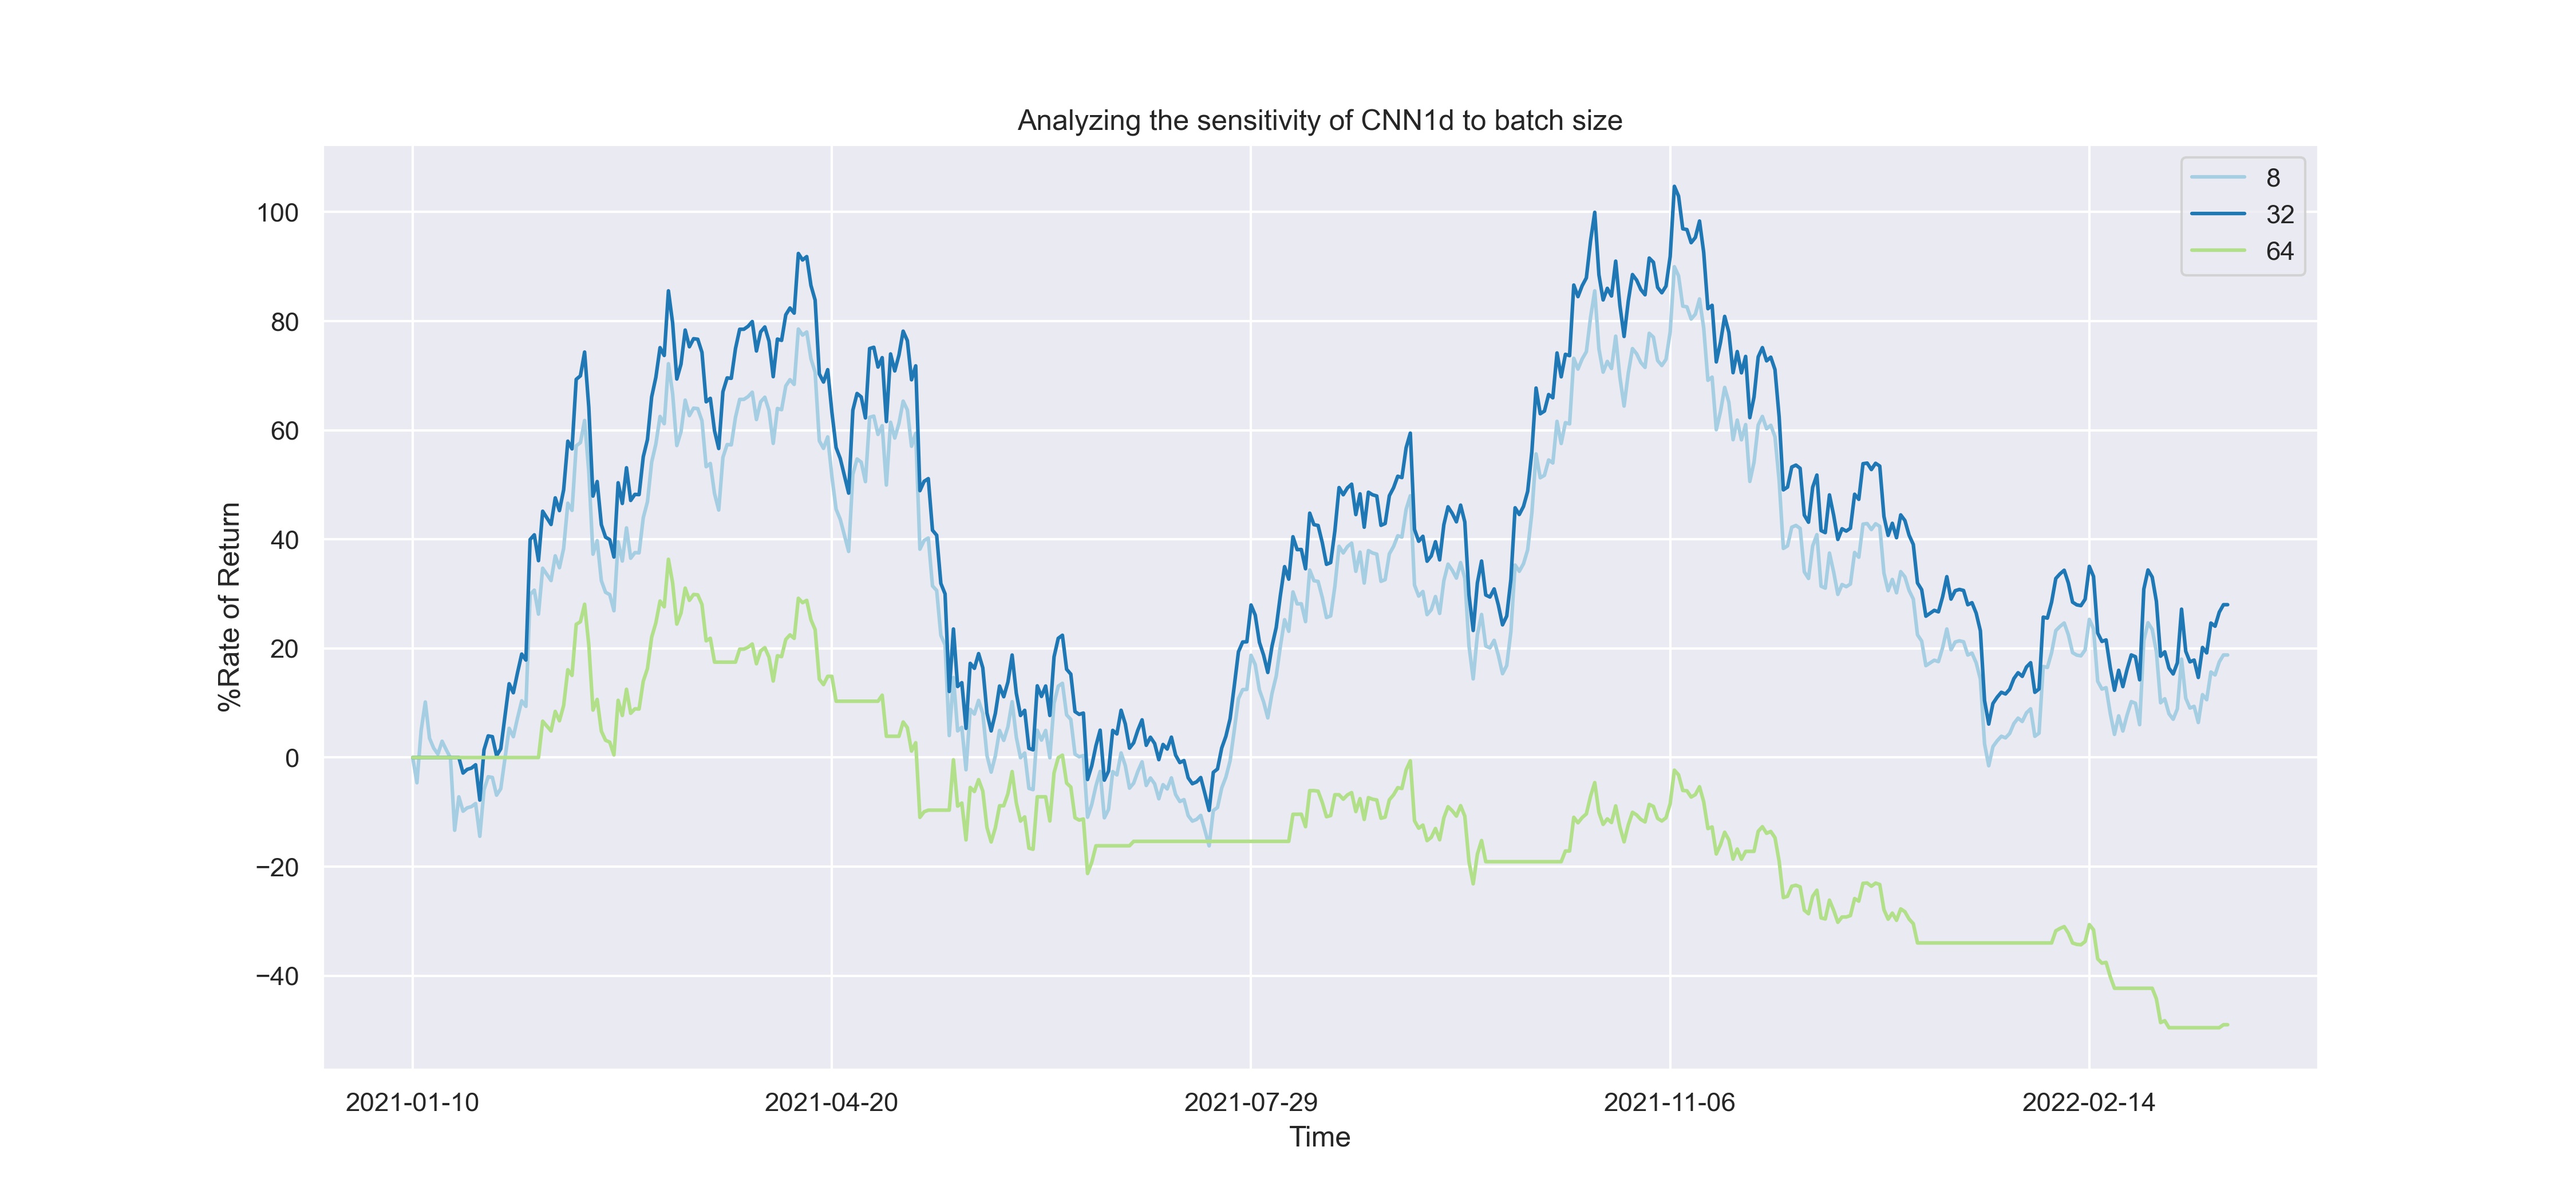 Analyzing the sensitivity of CNN1d to batch size
8
32
64
100
80
60
40
20
0
−20
−40
%Rate of Return
2021-01-10 2021-04-20 2021-07-29 2021-11-06 2022-02-14
Time